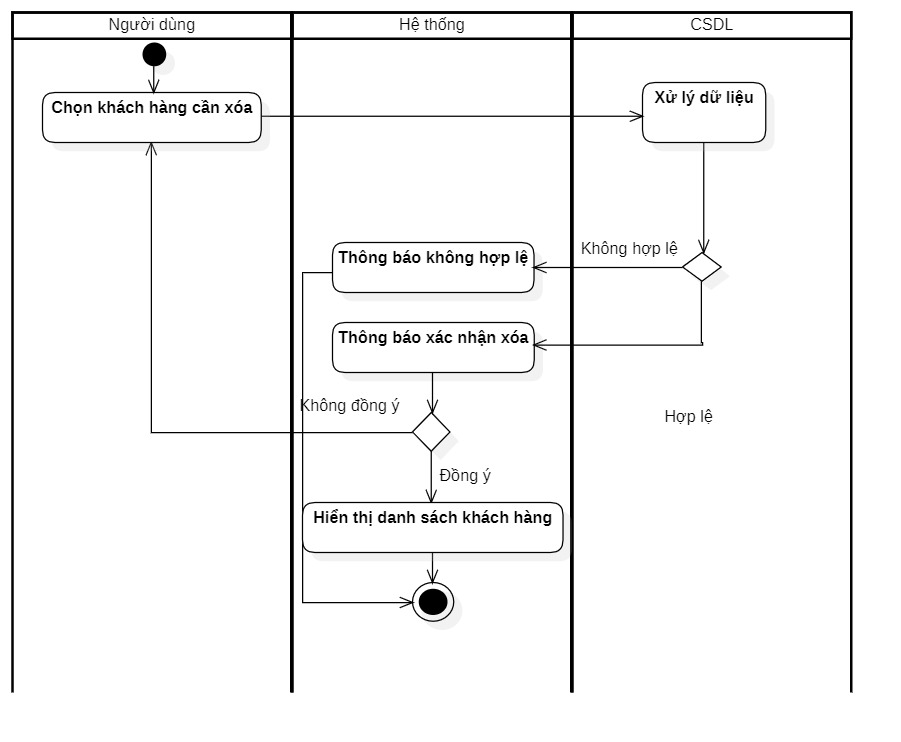 Người dùng
Hệ thống
CSDL
Chọn khách hàng cần xóa
Xử lý dữ liệu
Không hợp lệ
Thông báo không hợp lệ
Thông báo xác nhận xóa
Không đồng ý
Hợp lệ
Đồng ý
Hiển thị danh sách khách hàng